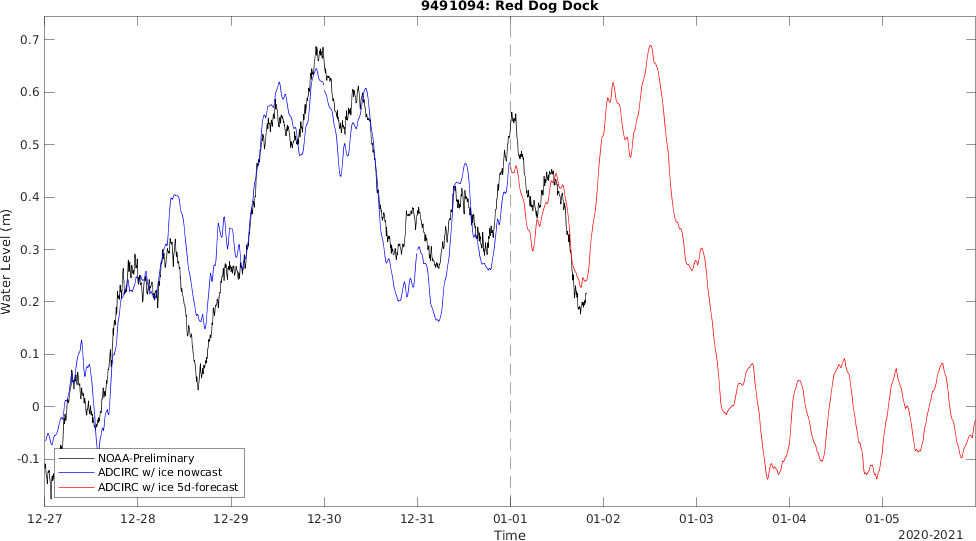 9491094: Red Dog Dock
Water Level (m)
0.7
0.6
0.5
0.4
0.3
0.2
0.1
0
-0.1
NOAA-Preliminary
ADCIRC w/ ice nowcast
ADCIRC w/ ice 5d-forecast
12-27 12-28 12-29 12-30 12-31 01-01 01-02 01-03 01-04 01-05
Time
2020-2021